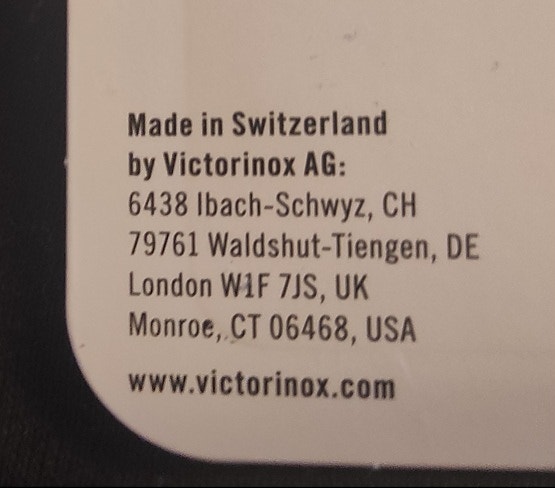 Made in Switzerland
by Victorinox AG:
6438 Ibach-Schwyz, CH
79761 Waldshut-Tiengen, DE
London W1F 7JS, UK
Monroe, CT 06468, USA
www.victorinox.com